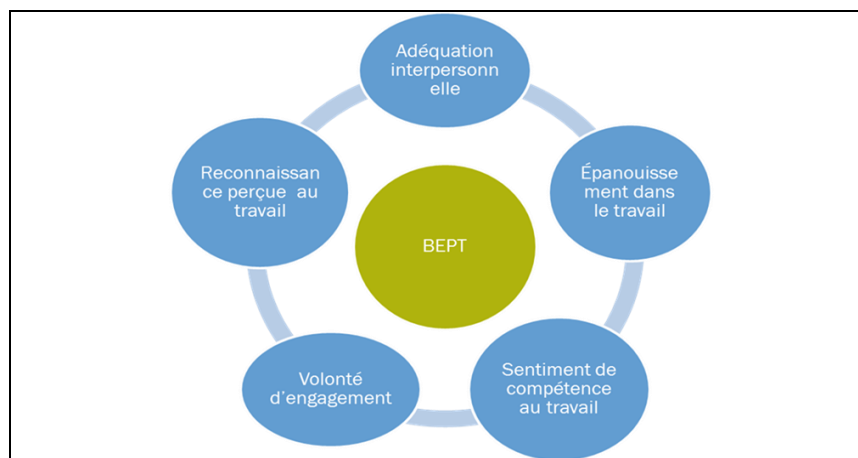 Adéquation
interpersonn
elle
Épanouisse
ment dans
le travail
Sentiment de
compétence
au travail
Volonté
d'engagement
Reconnaissan
ce perçue au
travail
BEPT